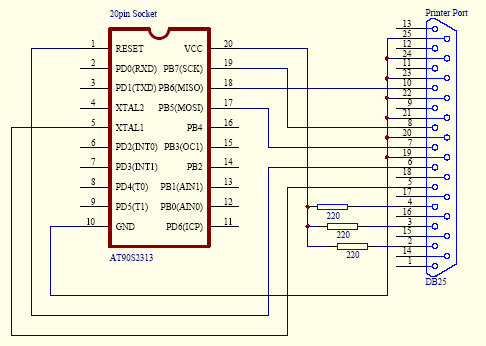 20pin Socket
Printer Port
1 RESET VCC 20
2 PD0(RXD) PB7(SCK) 19
3 PD1(TXD) PB6(MISO) 18
4 XTAL2 PB5(MOSI) 17
5 XTAL1 PB4 16
6 PD2(INT0) PB3(OC1) 15
7 PD3(INT1) PB2 14
8 PD4(T0) PB1(AIN1) 13
9 PD5(T1) PB0(AIN0) 12
10 GND PD6(ICP) 11
AT90S2313
13
25
12
24
11
23
10
22
9
21
8
20
7
19
6
18
5
17
4
16
3
15
2
14
1
220
220
220
DB25